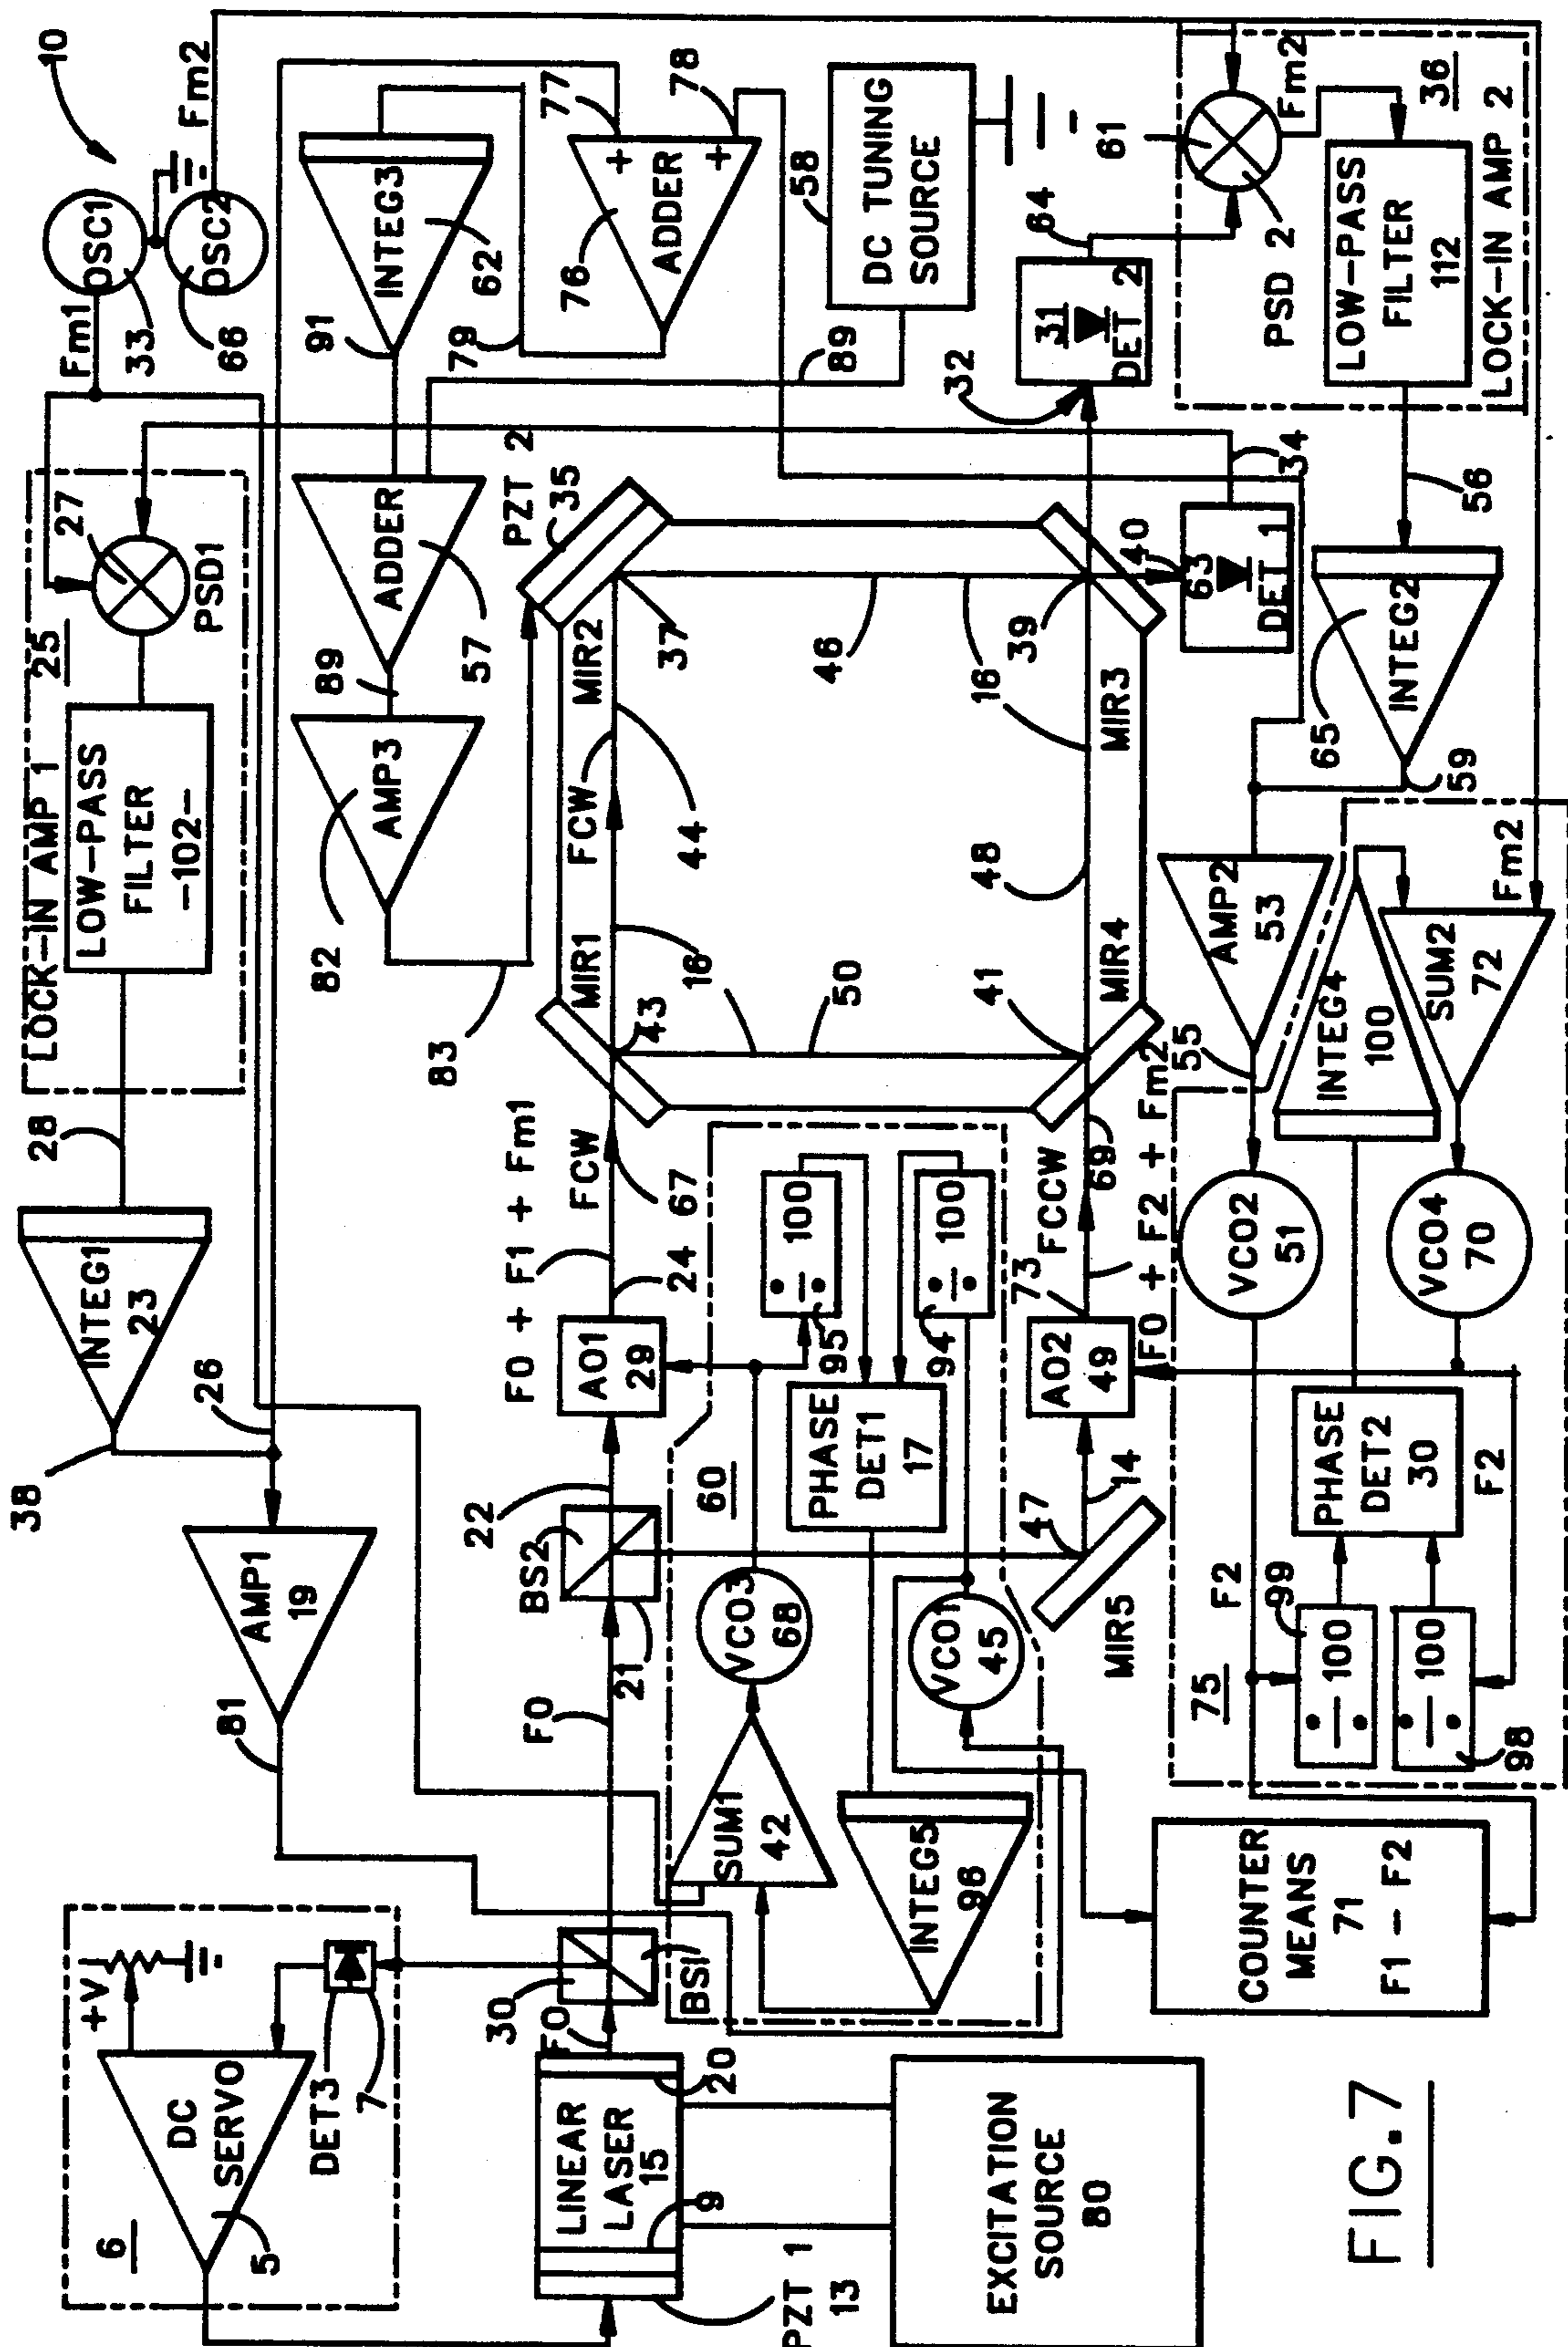 10
Fm1
OSC1
33
OSC2
66
Fm2
LOCK-IN AMP 1
25
27
PSD1
LOW-PASS
FILTER
-102-
28
INTEG1
23
38
26
AMP1
19
81
INTEG3
62
91
79
77
+
78
+
ADDER
76
DC TUNING
SOURCE
58
89
ADDER
57
89
AMP3
82
83
PZT 2
35
MIR2
37
FCW
44
MIR1
16
43
50
46
16
39
MIR3
48
41
MIR4
40
63
DET 1
34
32
31
DET 2
64
61
PSD 2
Fm2
36
LOW-PASS
FILTER
112
LOCK-IN AMP 2
56
INTEG2
65
59
AMP2
53
55
INTEG4
100
SUM2
72
Fm2
VCO2
51
VCO4
70
6
DC
SERVO
5
+V
DET3
7
PZT 1
13
LINEAR
LASER
15
9
20
EXCITATION
SOURCE
80
F0
30
BS1
F0
21
BS2
22
AO1
29
F0 + F1 + Fm1
24
FCW
67
60
SUM1
42
VCO3
68
INTEG5
96
VCO1
45
PHASE
DET1
17
÷ 100
95
÷ 100
94
MIR5
47
14
AO2
49
73
F0 + F2 + Fm2
FCCW
69
75
F2
99
÷ 100
÷ 100
98
PHASE
DET2
30
F2
COUNTER
MEANS
71
F1 - F2
FIG.7